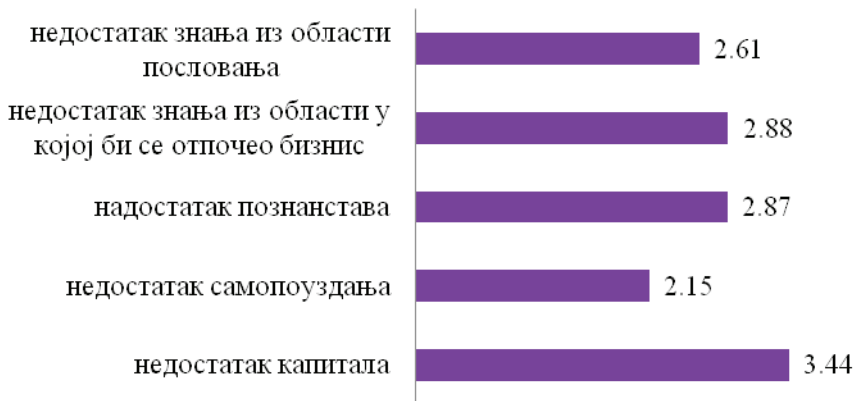 недостатак знања из области
пословања
2.61
недостатак знања из области у
којој би се отпочео бизнис
2.88
надостатак познанстава
2.87
недостатак самопоуздања
2.15
недостатак капитала
3.44